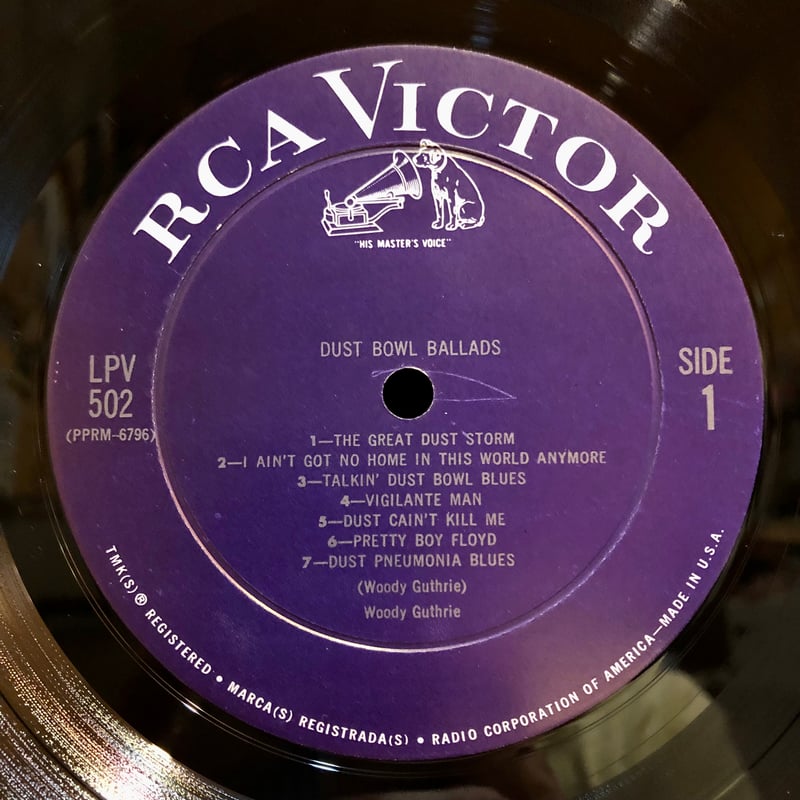 RCA VICTOR
"HIS MASTER'S VOICE"
DUST BOWL BALLADS
LPV
502
(PPRM-6796)
SIDE
1
1—THE GREAT DUST STORM
2—I AIN'T GOT NO HOME IN THIS WORLD ANYMORE
3—TALKIN' DUST BOWL BLUES
4—VIGILANTE MAN
5—DUST CAIN'T KILL ME
6—PRETTY BOY FLOYD
7—DUST PNEUMONIA BLUES
(Woody Guthrie)
Woody Guthrie
TMK(S) ® REGISTERED • MARCA(S) REGISTRADA(S) • RADIO CORPORATION OF AMERICA—MADE IN U.S.A.